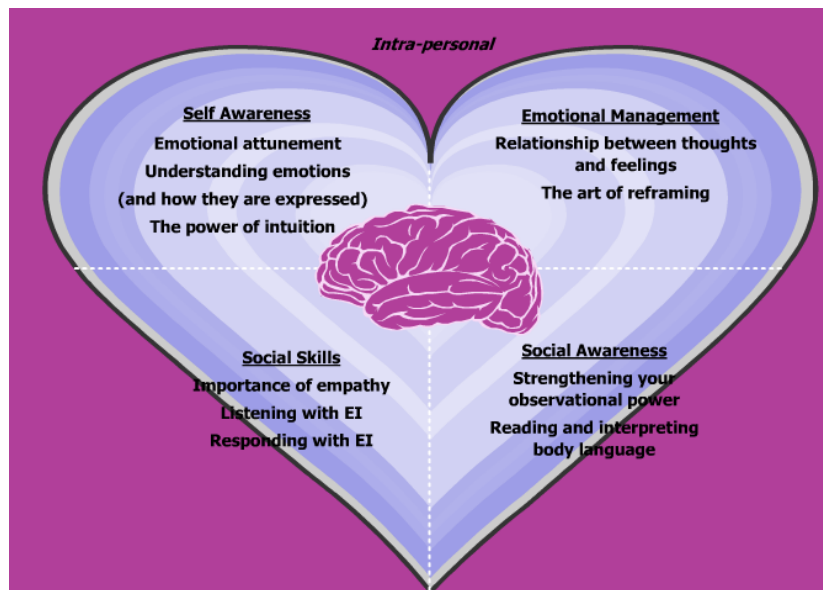 Intra-personal
Self Awareness
Emotional attunement
Understanding emotions
(and how they are expressed)
The power of intuition
Emotional Management
Relationship between thoughts
and feelings
The art of reframing
Social Skills
Importance of empathy
Listening with EI
Responding with EI
Social Awareness
Strengthening your
observational power
Reading and interpreting
body language